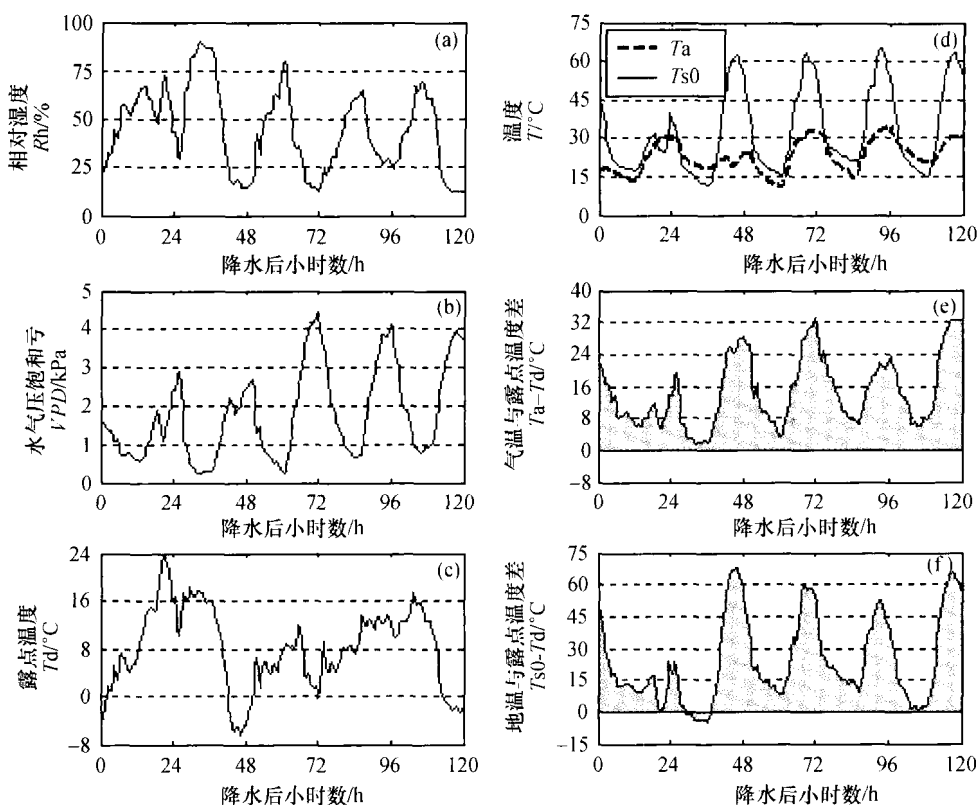 (a)
相对湿度
Rh/%
100
75
50
25
0
0 24 48 72 96 120
降水后小时数/h
(d)
Ta
Ts0
温度
T/°C
75
60
45
30
15
0
0 24 48 72 96 120
降水后小时数/h
(b)
水气压饱和亏
VPD/kPa
5
4
3
2
1
0
0 24 48 72 96 120
降水后小时数/h
(e)
气温与露点温度差
Ta–Td/°C
40
32
24
16
8
0
–8
0 24 48 72 96 120
降水后小时数/h
(c)
露点温度
Td/°C
24
16
8
0
–8
0 24 48 72 96 120
降水后小时数/h
(f)
地温与露点温度差
Ts0-Td/°C
75
60
45
30
15
0
–15
0 24 48 72 96 120
降水后小时数/h